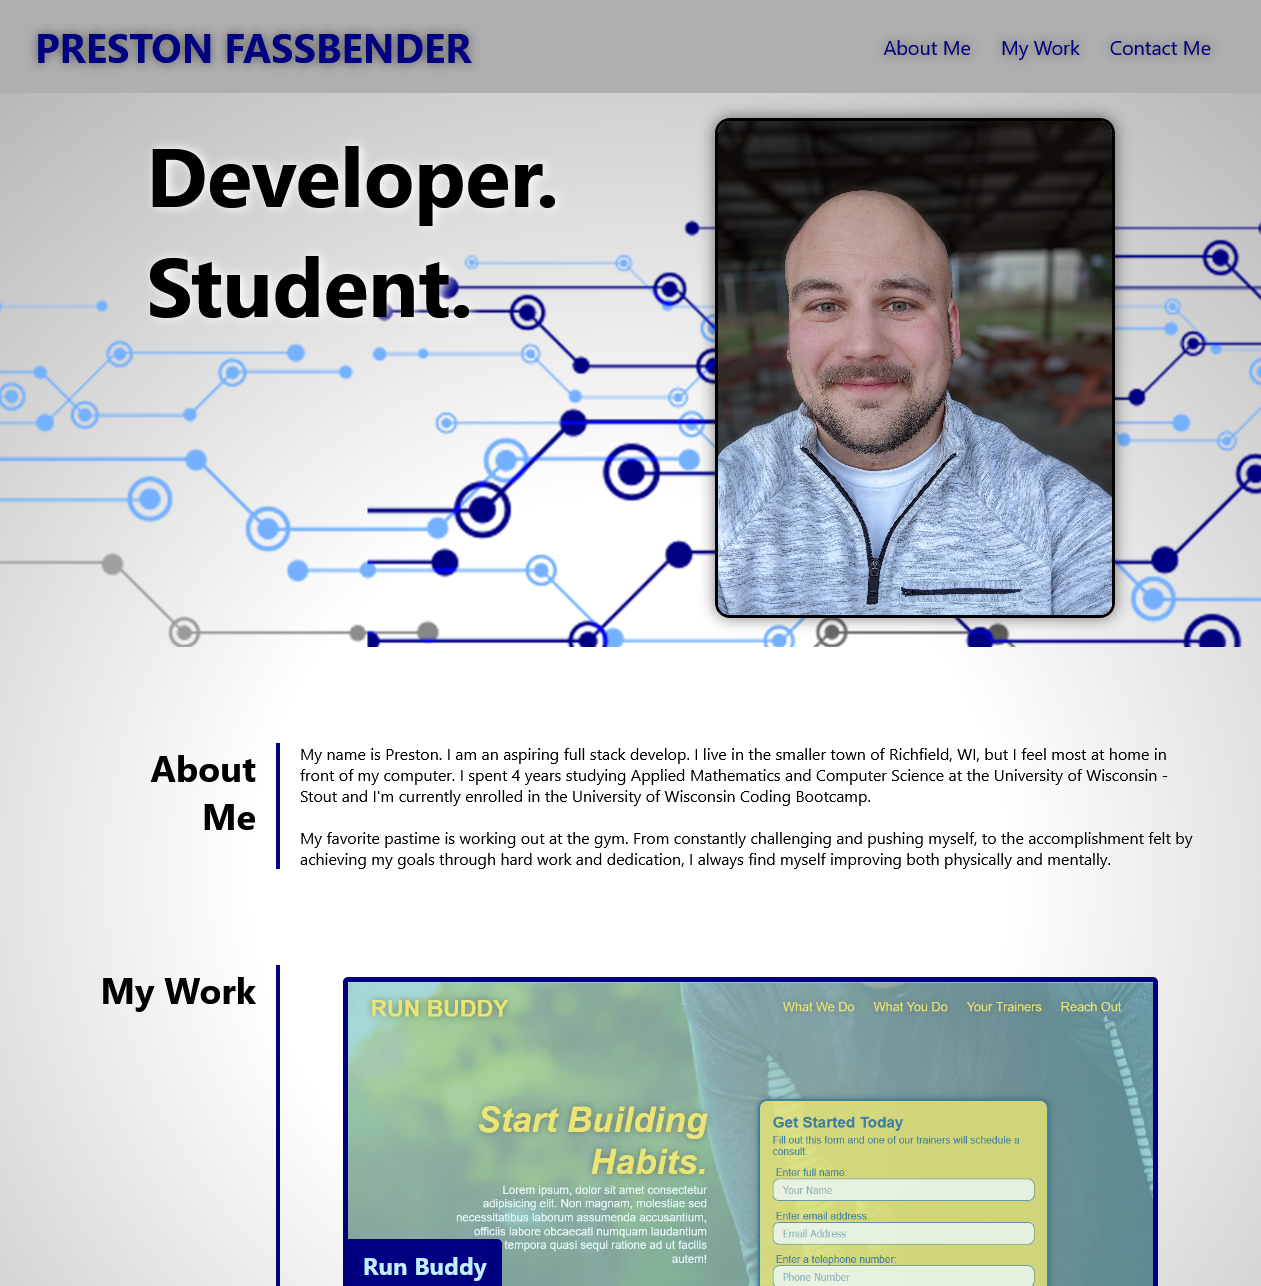 PRESTON FASSBENDER
About Me My Work Contact Me
Developer.
Student.
About
Me
My name is Preston. I am an aspiring full stack develop. I live in the smaller town of Richfield, WI, but I feel most at home in
front of my computer. I spent 4 years studying Applied Mathematics and Computer Science at the University of Wisconsin -
Stout and I'm currently enrolled in the University of Wisconsin Coding Bootcamp.
My favorite pastime is working out at the gym. From constantly challenging and pushing myself, to the accomplishment felt by
achieving my goals through hard work and dedication, I always find myself improving both physically and mentally.
My Work
RUN BUDDY
What We Do What You Do Your Trainers Reach Out
Start Building
Habits.
Lorem ipsum, dolor sit amet consectetur
adipisicing elit. Non magnam, molestiae sed
necessitatibus laborum assumenda accusantium,
officiis labore obcaecati numquam laudantium
tempora quasi sequi ratione ad ut facilis
autem!
Get Started Today
Fill out this form and one of our trainers will schedule a
consult.
Enter full name:
Your Name
Enter email address:
Email Address
Enter a telephone number:
Phone Number
Run Buddy